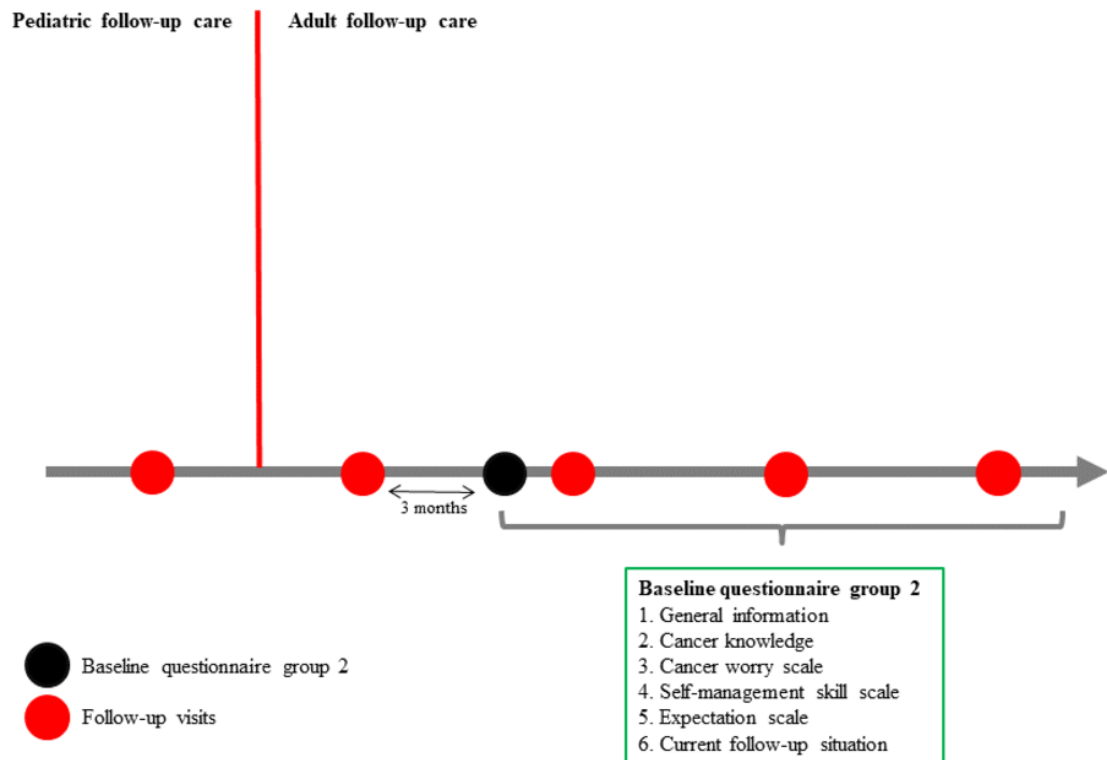 Pediatric follow-up care
Adult follow-up care
3 months
Baseline questionnaire group 2
1. General information
2. Cancer knowledge
3. Cancer worry scale
4. Self-management skill scale
5. Expectation scale
6. Current follow-up situation
Baseline questionnaire group 2
Follow-up visits